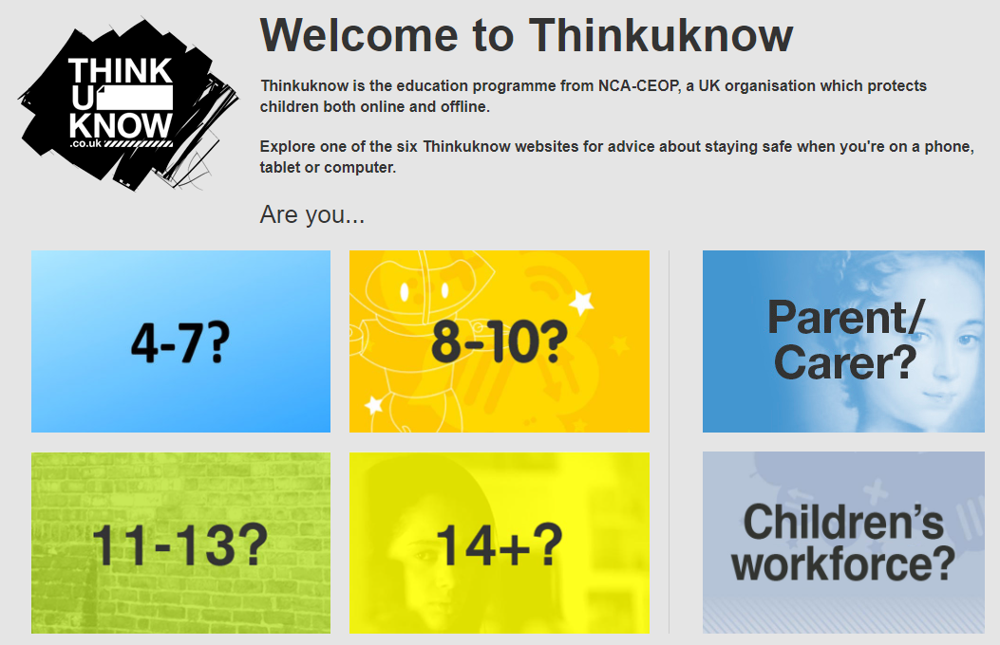 THINK
U
KNOW
.co.uk
Welcome to Thinkuknow
Thinkuknow is the education programme from NCA-CEOP, a UK organisation which protects
children both online and offline.
Explore one of the six Thinkuknow websites for advice about staying safe when you're on a phone,
tablet or computer.
Are you...
4-7?
8-10?
Parent/
Carer?
11-13?
14+?
Children’s
workforce?